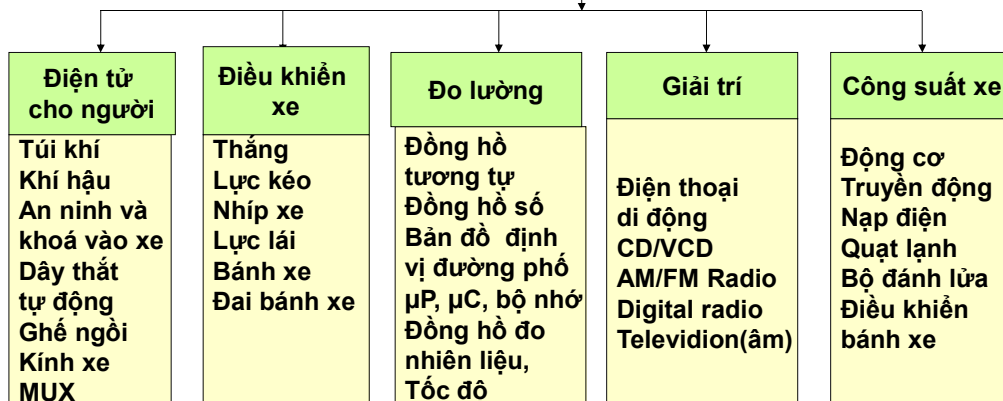 Điện tử
cho người
Túi khí
Khí hậu
An ninh và
khoá vào xe
Dây thắt
tự động
Ghế ngồi
Kính xe
MUX
Điều khiển
xe
Thắng
Lực kéo
Nhíp xe
Lực lái
Bánh xe
Đai bánh xe
Đo lường
Đồng hồ
tương tự
Đồng hồ số
Bản đồ định
vị đường phố
µP, µC, bộ nhớ
Đồng hồ đo
nhiên liệu,
Tốc độ
Giải trí
Điện thoại
di động
CD/VCD
AM/FM Radio
Digital radio
Televidion(âm)
Công suất xe
Động cơ
Truyền động
Nạp điện
Quạt lạnh
Bộ đánh lửa
Điều khiển
bánh xe